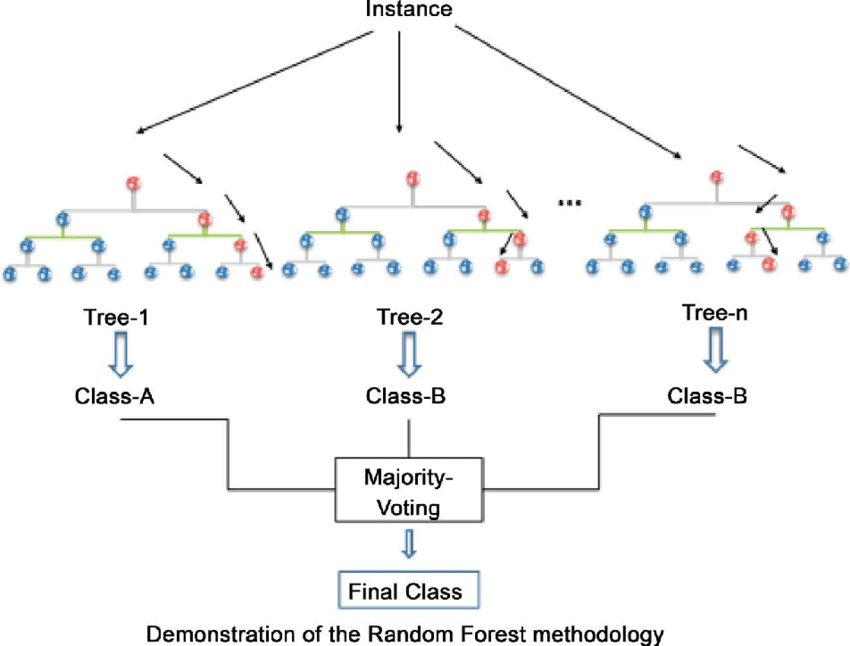 Instance
...
Tree-1
Tree-2
Tree-n
Class-A
Class-B
Class-B
Majority-
Voting
Final Class
Demonstration of the Random Forest methodology